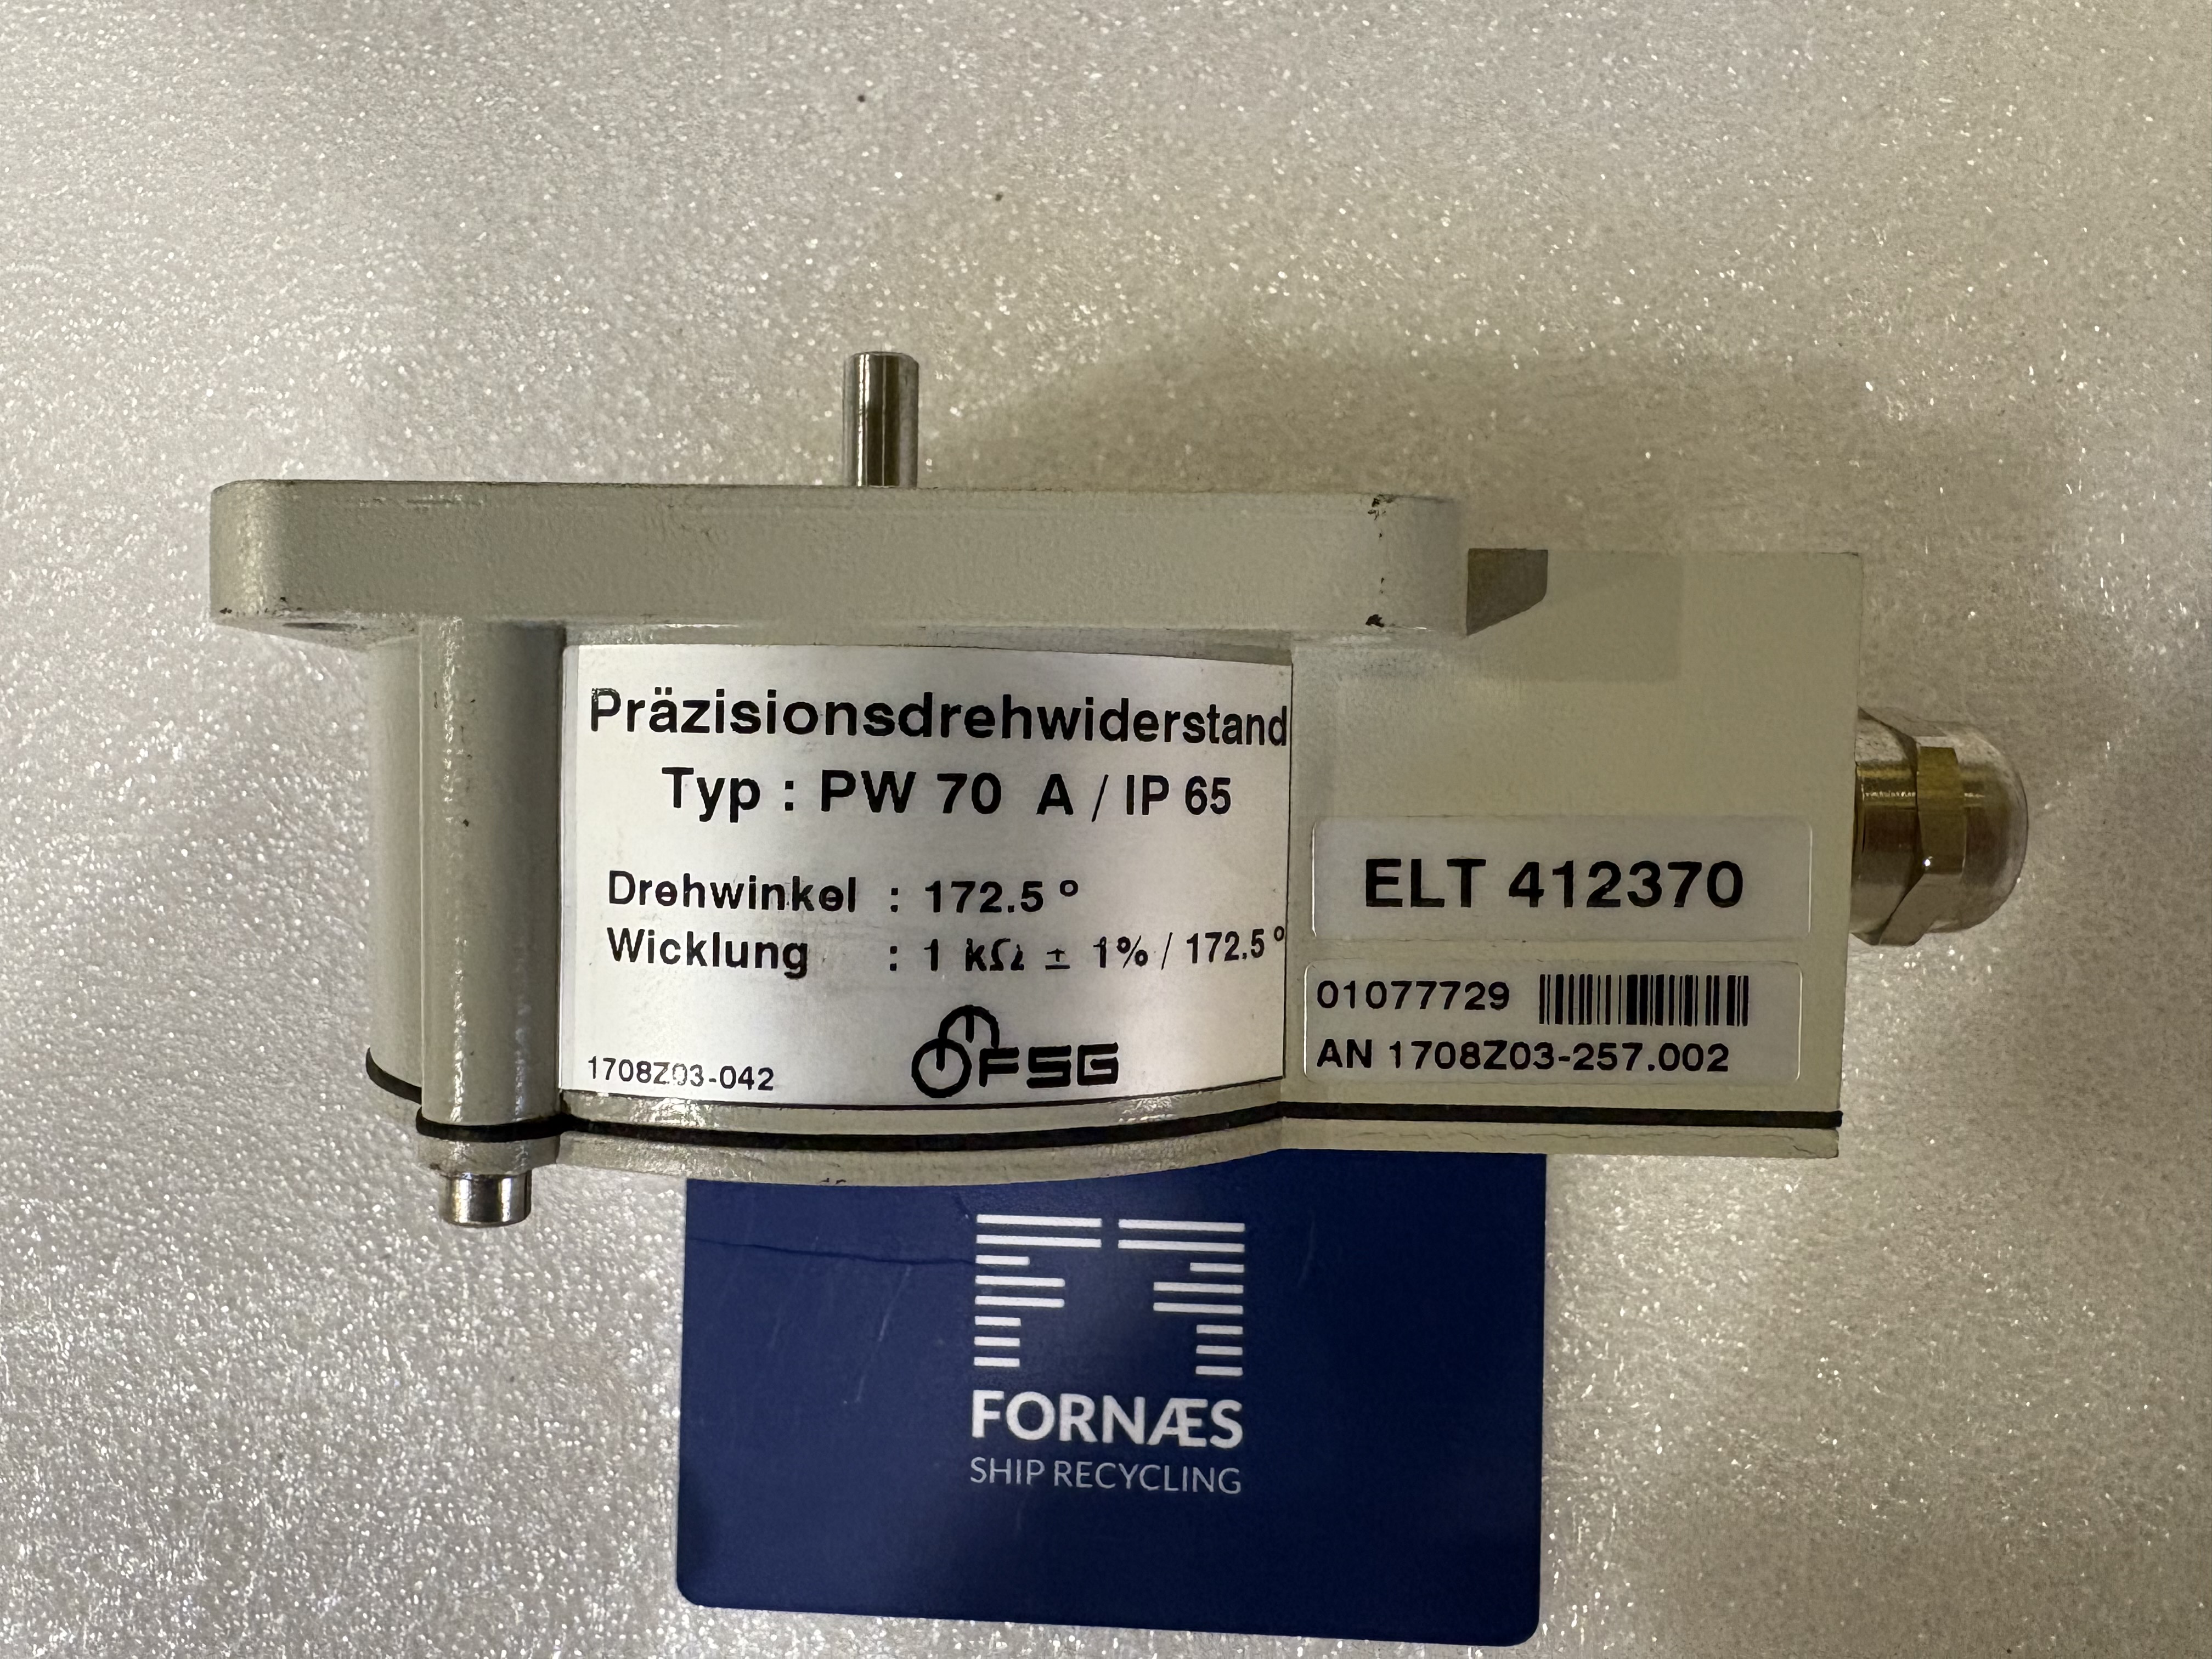 Präzisionsdrehwiderstand
Typ : PW 70 A / IP 65
Drehwinkel : 172.5 º
Wicklung : 1 kΩ ± 1% / 172.5 º
1708Z03-042
FSG
ELT 412370
01077729
AN 1708Z03-257.002
FORNÆS
SHIP RECYCLING